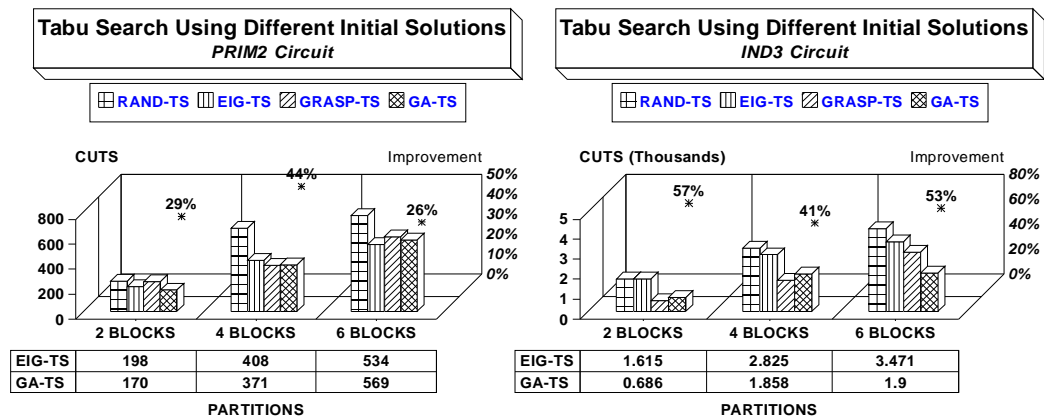 Tabu Search Using Different Initial Solutions
PRIM2 Circuit
RAND-TS EIG-TS GRASP-TS GA-TS
CUTS Improvement
50%
40%
30%
20%
10%
0%
29% 44% 26%
800
600
400
200
0
2 BLOCKS 4 BLOCKS 6 BLOCKS
EIG-TS 198 408 534
GA-TS 170 371 569
PARTITIONS
Tabu Search Using Different Initial Solutions
IND3 Circuit
RAND-TS EIG-TS GRASP-TS GA-TS
CUTS (Thousands) Improvement
80%
60%
40%
20%
0%
57% 41% 53%
5
4
3
2
1
0
2 BLOCKS 4 BLOCKS 6 BLOCKS
EIG-TS 1.615 2.825 3.471
GA-TS 0.686 1.858 1.9
PARTITIONS